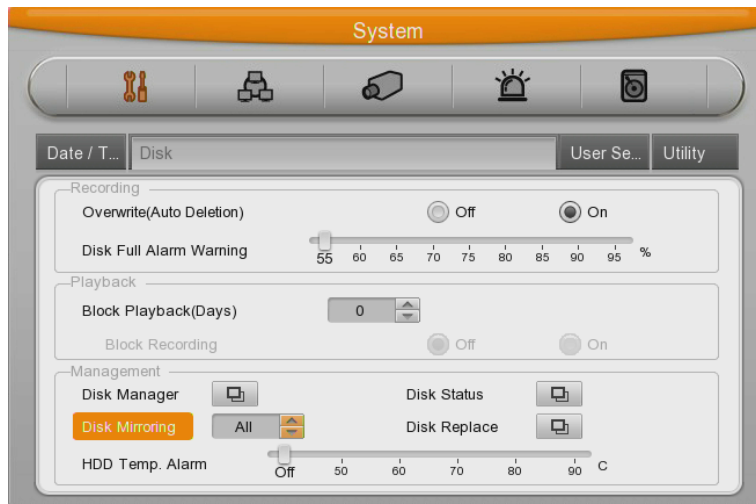 System
Date / T...
Disk
User Se...
Utility
Recording
Overwrite(Auto Deletion) Off On
Disk Full Alarm Warning 55 60 65 70 75 80 85 90 95 %
Playback
Block Playback(Days) 0
Block Recording Off On
Management
Disk Manager Disk Status
Disk Mirroring All Disk Replace
HDD Temp. Alarm Off 50 60 70 80 90 C